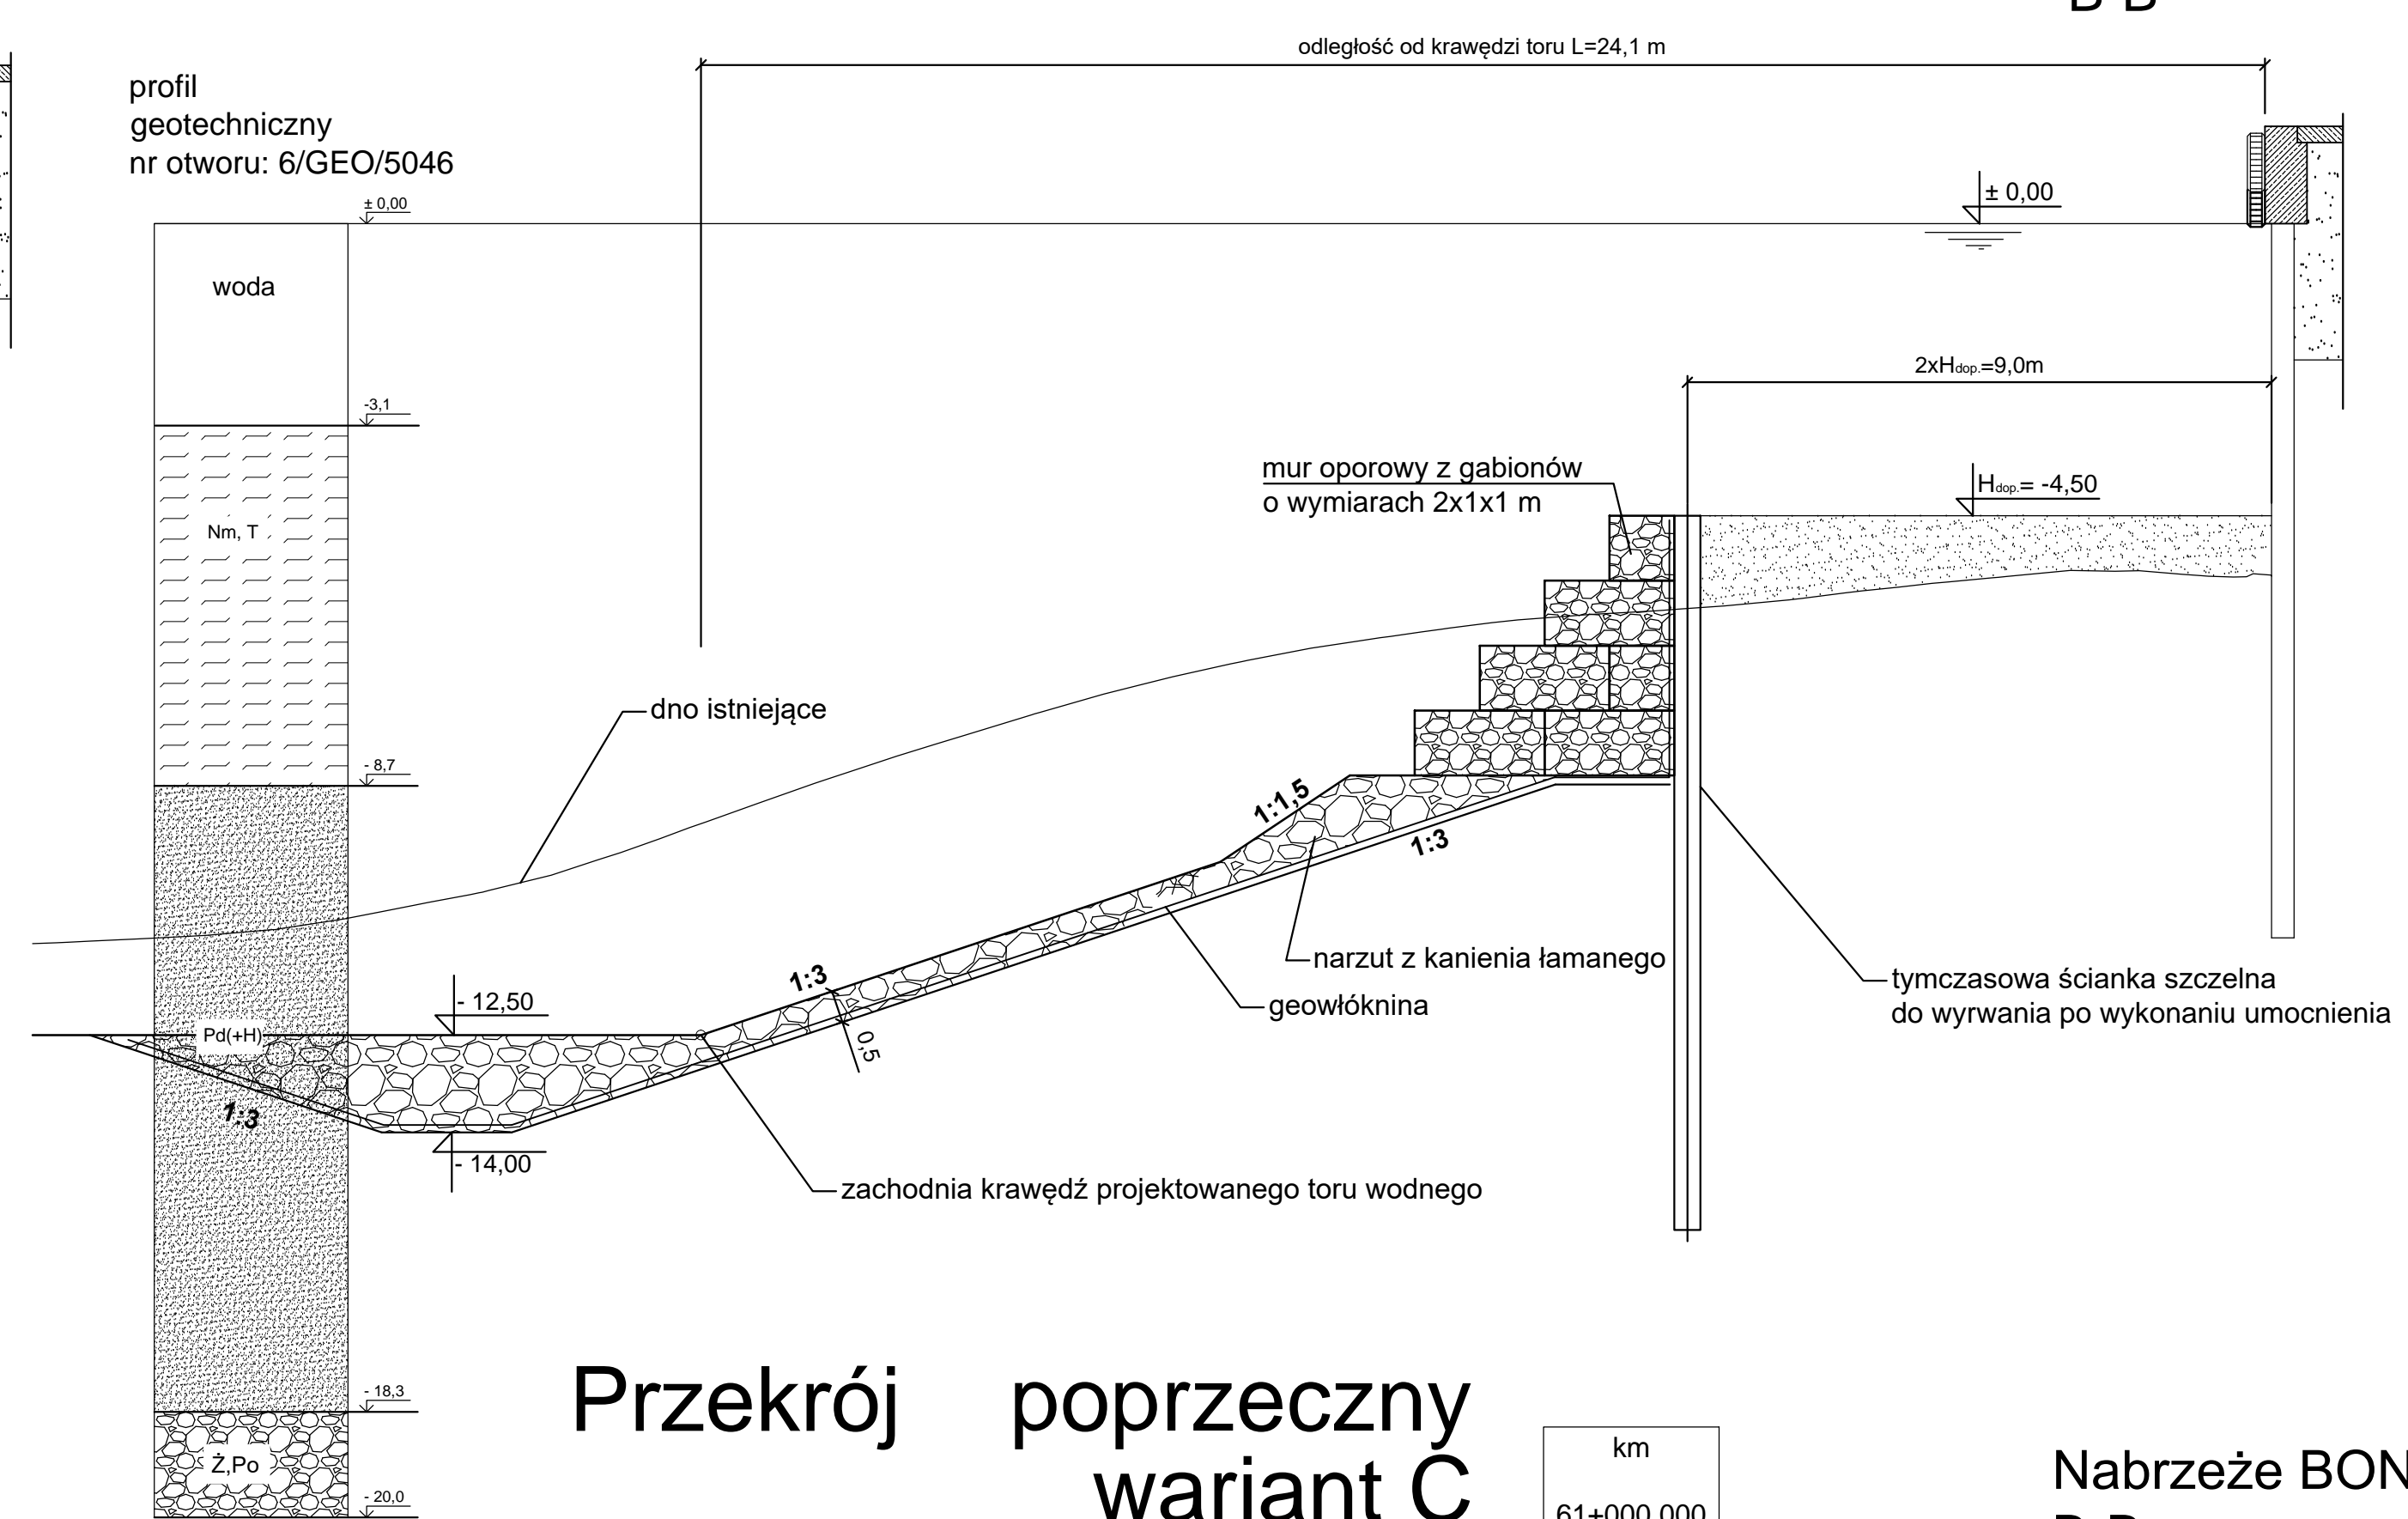 odległość od krawędzi toru L=24,1 m
profil
geotechniczny
nr otworu: 6/GEO/5046
± 0,00
± 0,00
woda
2xHdop.=9,0m
-3,1
mur oporowy z gabionów
o wymiarach 2x1x1 m
Hdop.= -4,50
Nm, T
dno istniejące
- 8,7
1:1,5
1:3
narzut z kanienia łamanego
1:3
tymczasowa ścianka szczelna
do wyrwania po wykonaniu umocnienia
geowłóknina
- 12,50
Pd(+H)
0,5
1:3
- 14,00
zachodnia krawędź projektowanego toru wodnego
Przekrój poprzeczny
wariant C
- 18,3
Ż,Po
- 20,0
km
61+000,000
Nabrzeże BON